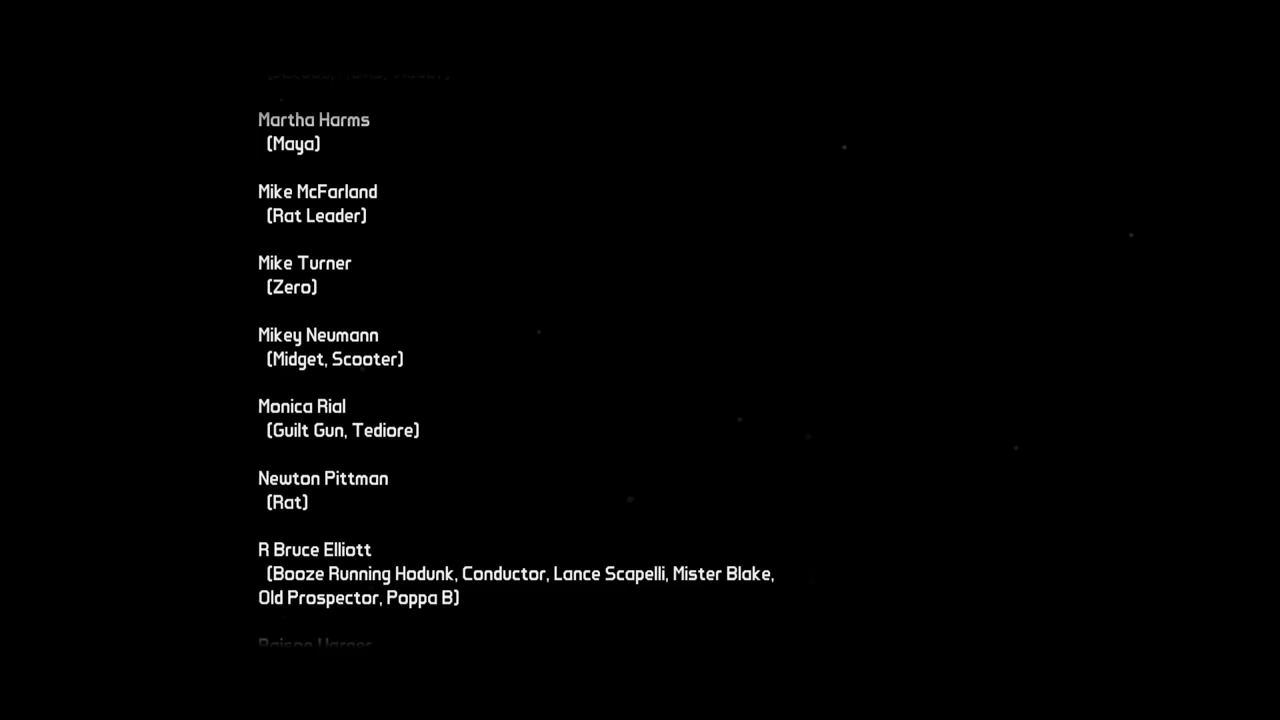 Martha Harms
(Maya)
Mike McFarland
(Rat Leader)
Mike Turner
(Zero)
Mikey Neumann
(Midget, Scooter)
Monica Rial
(Guilt Gun, Tediore)
Newton Pittman
(Rat)
R Bruce Elliott
(Booze Running Hodunk, Conductor, Lance Scapelli, Mister Blake,
Old Prospector, Poppa B)